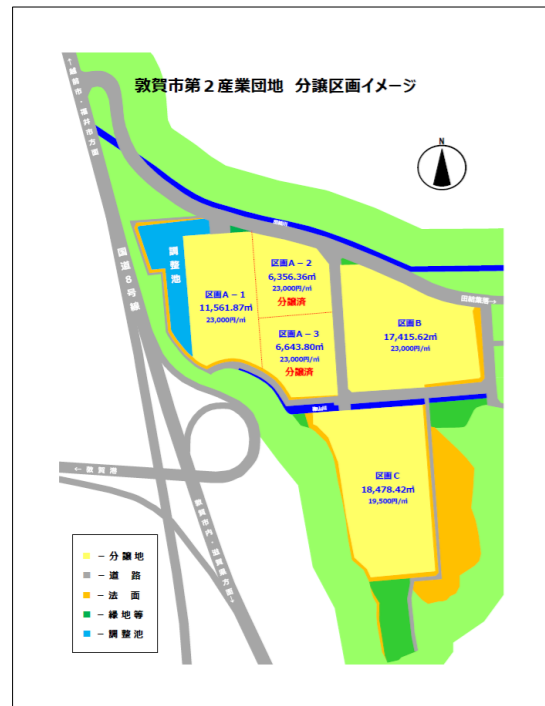 敦賀市第２産業団地 分譲区画イメージ
←越前市・福井市方面
N
国道８号線
調整池
田結集落→
区画Ａ－１
11,561.87㎡
23,000円/㎡
区画Ａ－２
6,356.36㎡
23,000円/㎡
分譲済
区画Ａ－３
6,643.80㎡
23,000円/㎡
分譲済
区画Ｂ
17,415.62㎡
23,000円/㎡
区画Ｃ
18,478.42㎡
19,500円/㎡
←敦賀港
敦賀市内・滋賀県方面→
－分譲地
－道 路
－法 面
－緑地等
－調整池